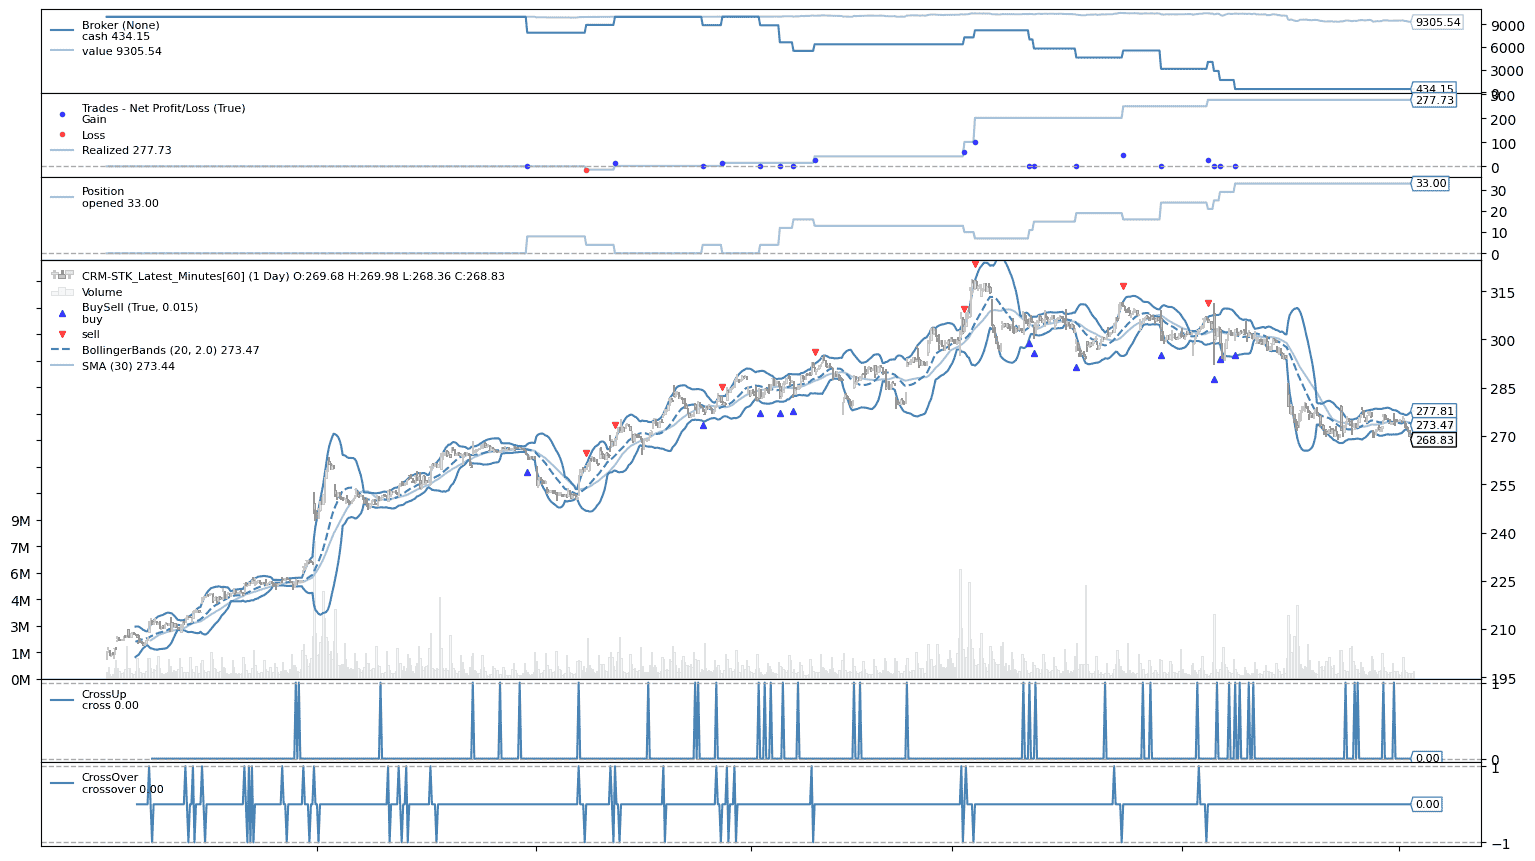 Broker (None)
cash 434.15
value 9305.54
9305.54
434.15
9000
6000
3000
0
Trades - Net Profit/Loss (True)
Gain
Loss
Realized 277.73
277.73
300
200
100
0
Position
opened 33.00
33.00
30
20
10
0
CRM-STK_Latest_Minutes[60] (1 Day) O:269.68 H:269.98 L:268.36 C:268.83
Volume
BuySell (True, 0.015)
buy
sell
BollingerBands (20, 2.0) 273.47
SMA (30) 273.44
315
300
285
277.81
273.47
268.83
270
255
240
225
210
195
9M
7M
6M
4M
3M
1M
0M
CrossUp
cross 0.00
0.00
1
0
CrossOver
crossover 0.00
0.00
1
−1